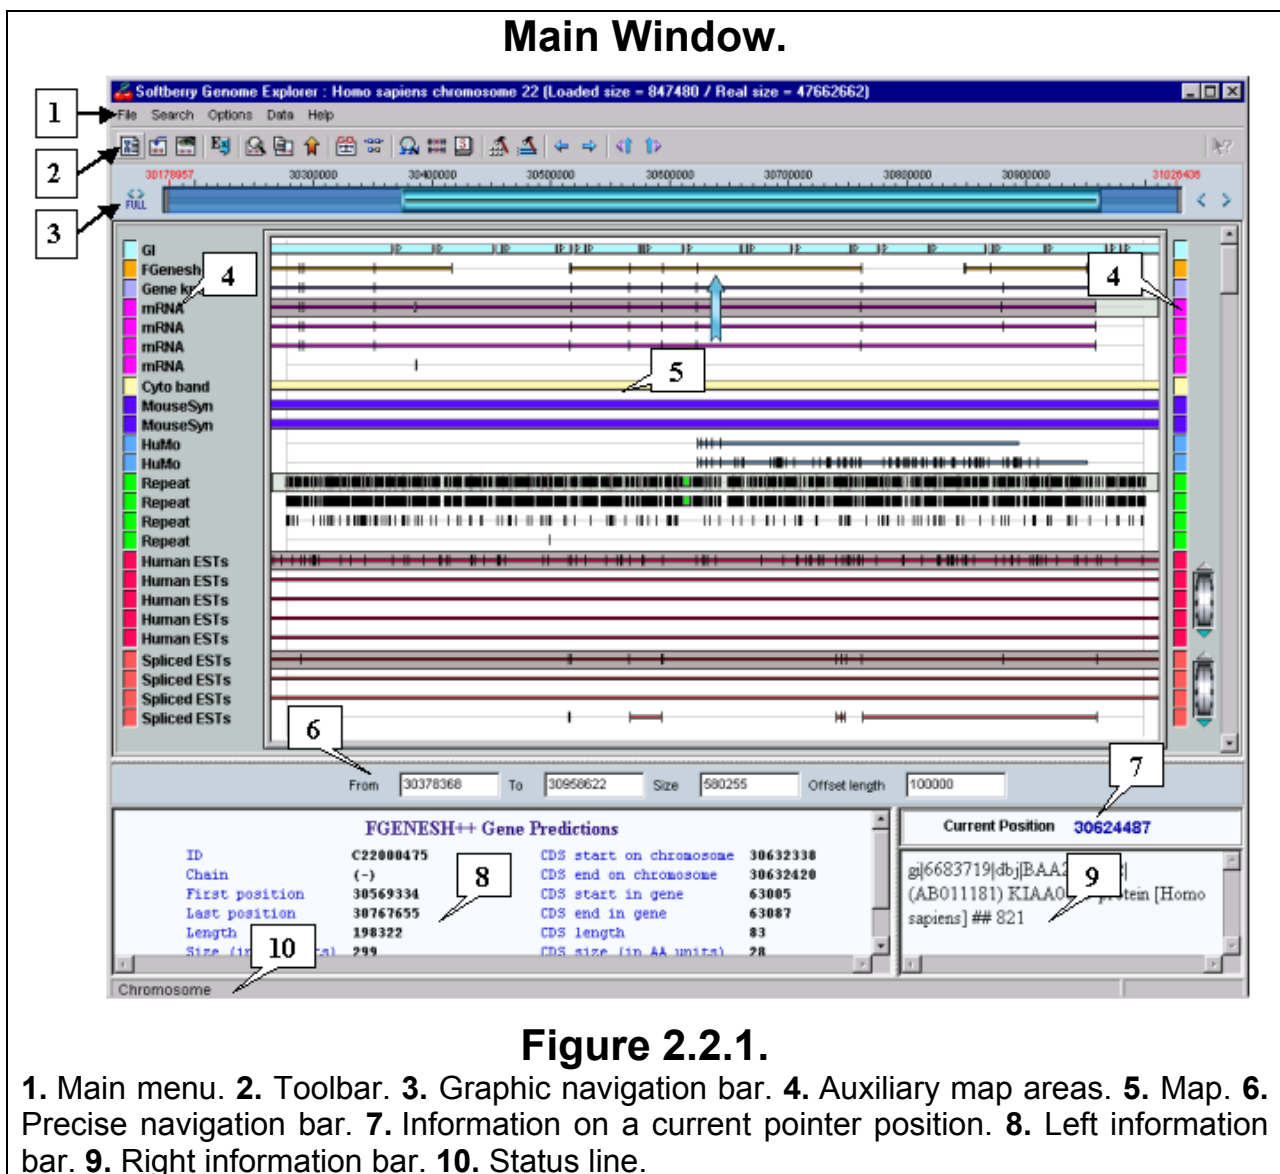 Main Window.
Softberry Genome Explorer : Homo sapiens chromosome 22 (Loaded size = 847480 / Real size = 47662662)
1
File Search Options Data Help
2
30178957 30300000 30400000 30500000 30600000 30700000 30800000 30900000 31026436
FULL
3
GI
FGenesh
4
4
Gene
mRNA
mRNA
mRNA
mRNA
5
Cyto band
MouseSyn
MouseSyn
HuMo
HuMo
Repeat
Repeat
Repeat
Repeat
Human ESTs
Human ESTs
Human ESTs
Human ESTs
Human ESTs
Spliced ESTs
Spliced ESTs
Spliced ESTs
Spliced ESTs
6
7
From 30378368 To 30958622 Size 580255 Offset length 100000
FGENESH++ Gene Predictions
Current Position 30624487
ID C22000475 CDS start on chromosome 30632338
Chain (-) CDS end on chromosome 30632420
First position 30569334 CDS start in gene 63005
Last position 30767655 CDS end in gene 63087
Length 198322 CDS length 83
Size 299 CDS size (in AA units) 28
8
gi|6683719|dbj|BAA2
(AB011181) KIAA0 protein [Homo
sapiens] ## 821
9
10
Chromosome
Figure 2.2.1.
1. Main menu. 2. Toolbar. 3. Graphic navigation bar. 4. Auxiliary map areas. 5. Map. 6.
Precise navigation bar. 7. Information on a current pointer position. 8. Left information
bar. 9. Right information bar. 10. Status line.